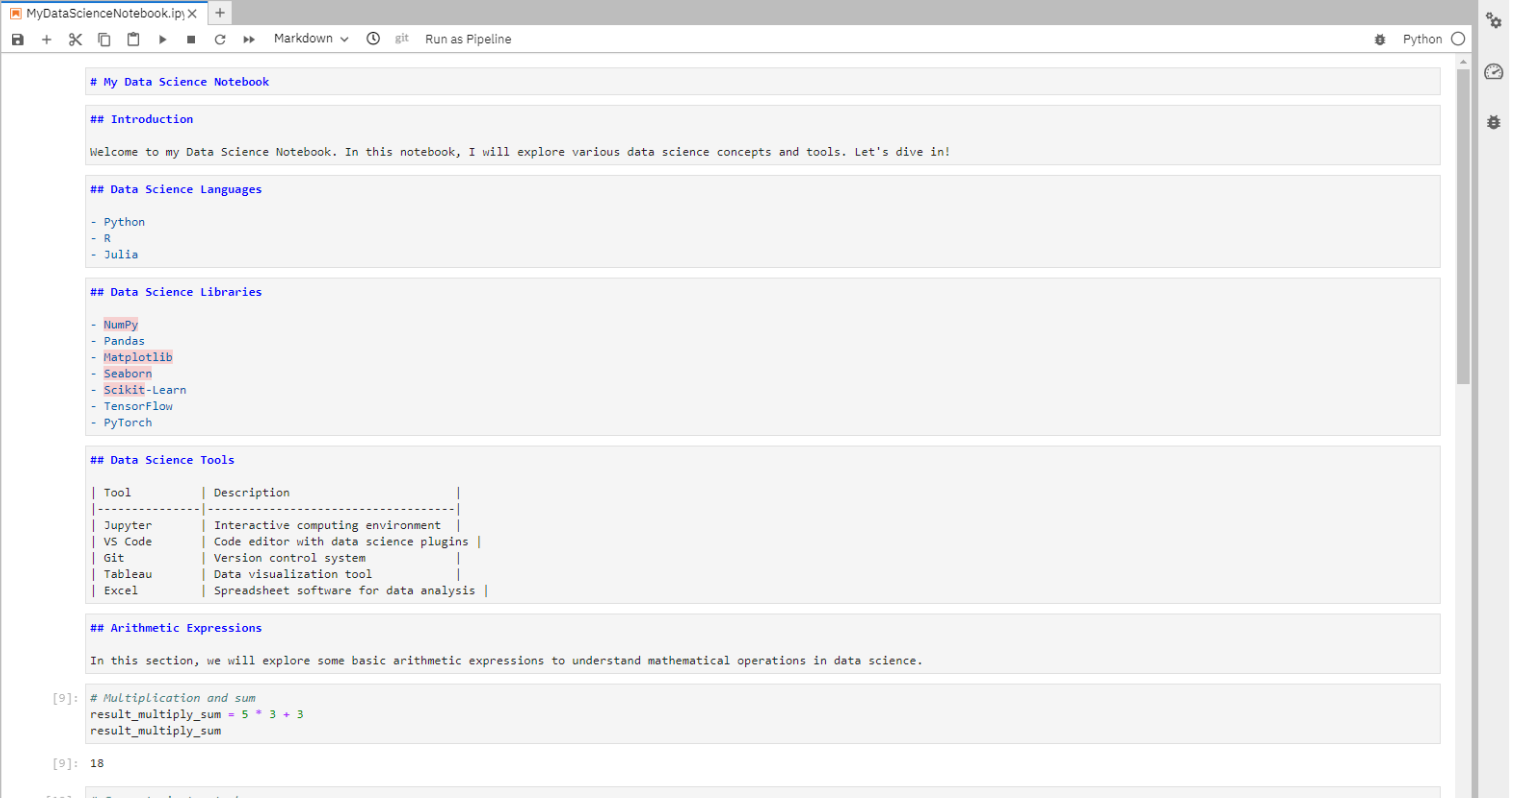 MyDataScienceNotebook.ipy
Markdown
git
Run as Pipeline
Python
# My Data Science Notebook
## Introduction
Welcome to my Data Science Notebook. In this notebook, I will explore various data science concepts and tools. Let's dive in!
## Data Science Languages
- Python
- R
- Julia
## Data Science Libraries
- NumPy
- Pandas
- Matplotlib
- Seaborn
- Scikit-Learn
- TensorFlow
- PyTorch
## Data Science Tools
| Tool          | Description                        |
|---------------|------------------------------------|
| Jupyter       | Interactive computing environment  |
| VS Code       | Code editor with data science plugins |
| Git           | Version control system             |
| Tableau       | Data visualization tool            |
| Excel         | Spreadsheet software for data analysis |
## Arithmetic Expressions
In this section, we will explore some basic arithmetic expressions to understand mathematical operations in data science.
[9]: # Multiplication and sum
result_multiply_sum = 5 * 3 + 3
result_multiply_sum
[9]: 18